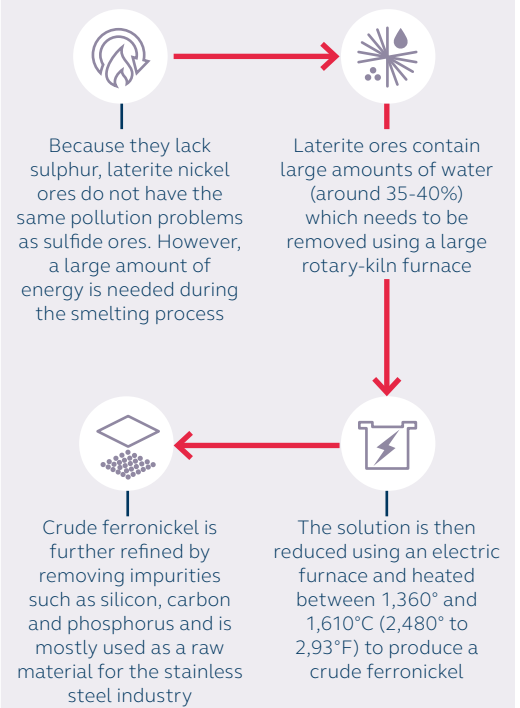 Because they lack
sulphur, laterite nickel
ores do not have the
same pollution problems
as sulfide ores. However,
a large amount of
energy is needed during
the smelting process
Laterite ores contain
large amounts of water
(around 35-40%)
which needs to be
removed using a large
rotary-kiln furnace
The solution is then
reduced using an electric
furnace and heated
between 1,360° and
1,610°C (2,480° to
2,93°F) to produce a
crude ferronickel
Crude ferronickel is
further refined by
removing impurities
such as silicon, carbon
and phosphorus and is
mostly used as a raw
material for the stainless
steel industry